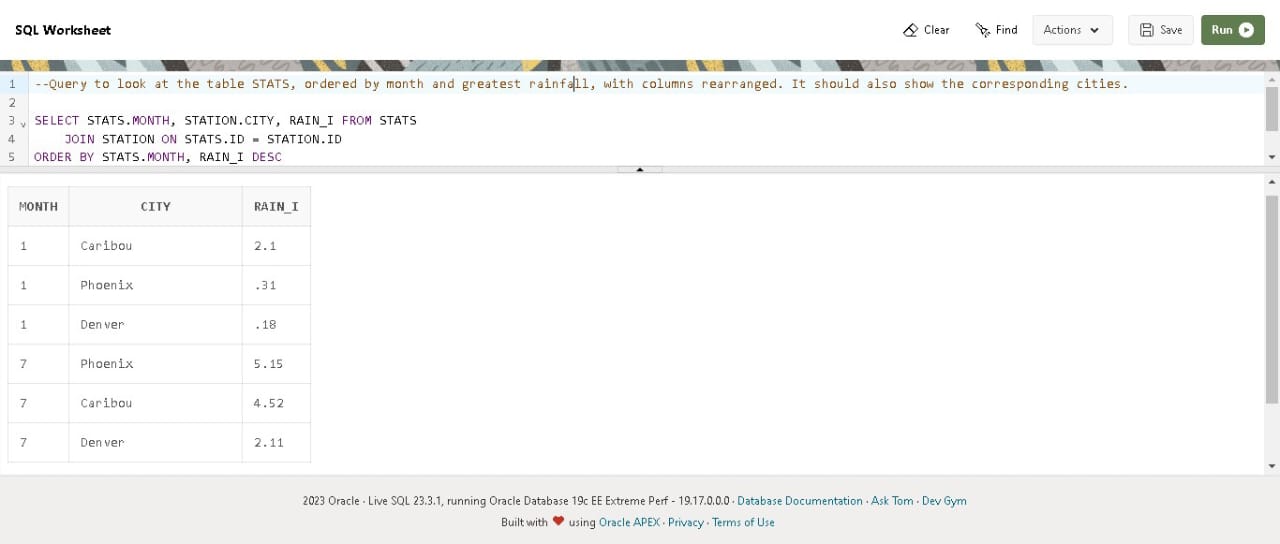 SQL Worksheet Clear Find Actions Save Run
1 --Query to look at the table STATS, ordered by month and greatest rainfall, with columns rearranged. It should also show the corresponding cities.
2
3 SELECT STATS.MONTH, STATION.CITY, RAIN_I FROM STATS
4 JOIN STATION ON STATS.ID = STATION.ID
5 ORDER BY STATS.MONTH, RAIN_I DESC
MONTH CITY RAIN_I
1 Caribou 2.1
1 Phoenix .31
1 Denver .18
7 Phoenix 5.15
7 Caribou 4.52
7 Denver 2.11
2023 Oracle · Live SQL 23.3.1, running Oracle Database 19c EE Extreme Perf - 19.17.0.0.0 · Database Documentation · Ask Tom · Dev Gym
Built with ❤ using Oracle APEX · Privacy · Terms of Use